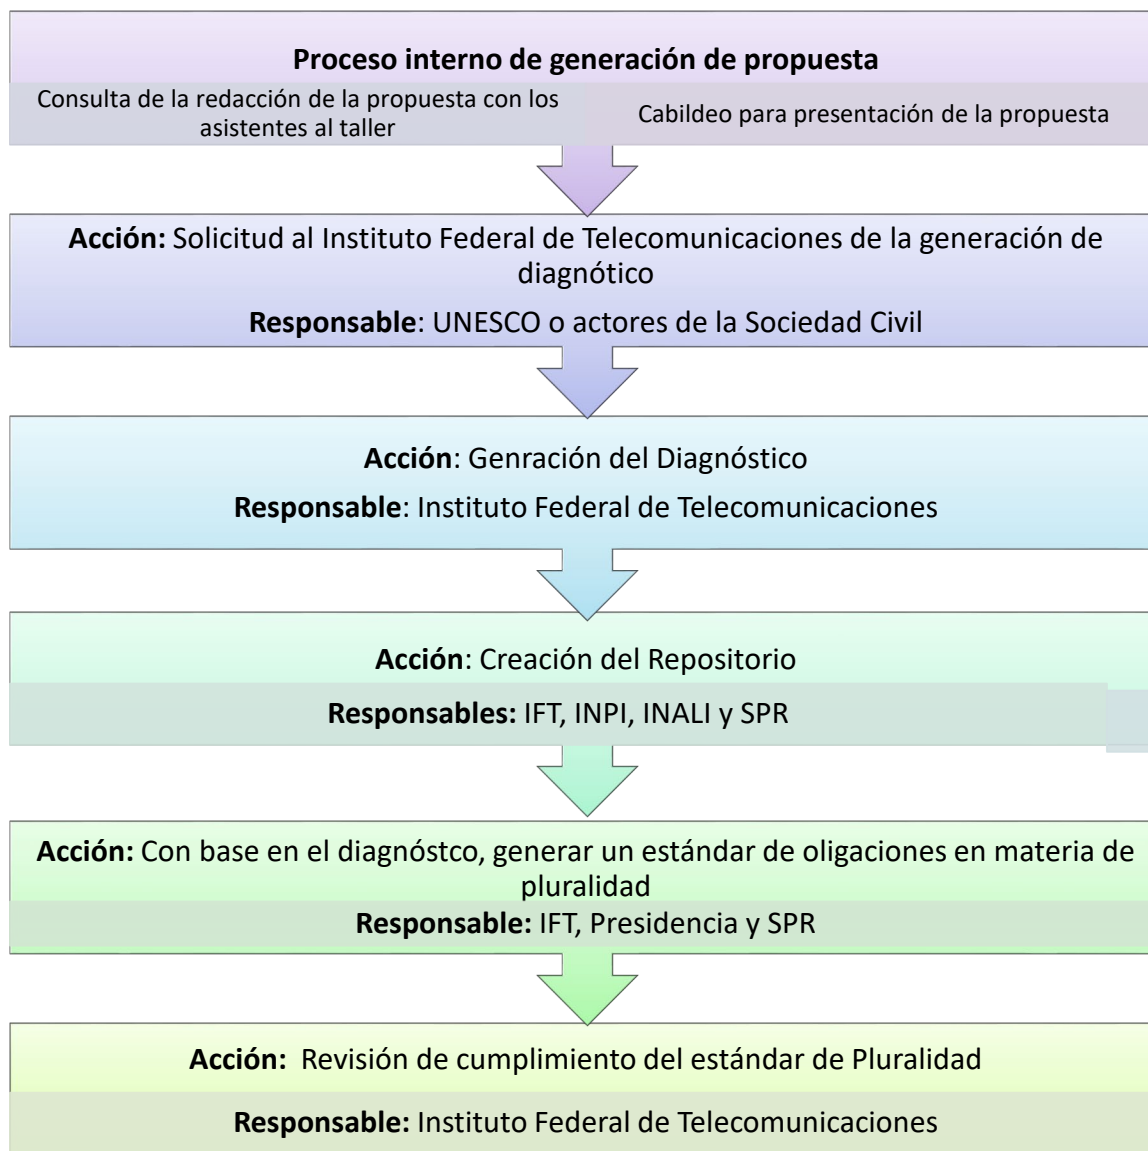 Proceso interno de generación de propuesta
Consulta de la redacción de la propuesta con los
asistentes al taller
Cabildeo para presentación de la propuesta
Acción: Solicitud al Instituto Federal de Telecomunicaciones de la generación de
diagnótico
Responsable: UNESCO o actores de la Sociedad Civil
Acción: Genración del Diagnóstico
Responsable: Instituto Federal de Telecomunicaciones
Acción: Creación del Repositorio
Responsables: IFT, INPI, INALI y SPR
Acción: Con base en el diagnóstco, generar un estándar de oligaciones en materia de
pluralidad
Responsable: IFT, Presidencia y SPR
Acción: Revisión de cumplimiento del estándar de Pluralidad
Responsable: Instituto Federal de Telecomunicaciones